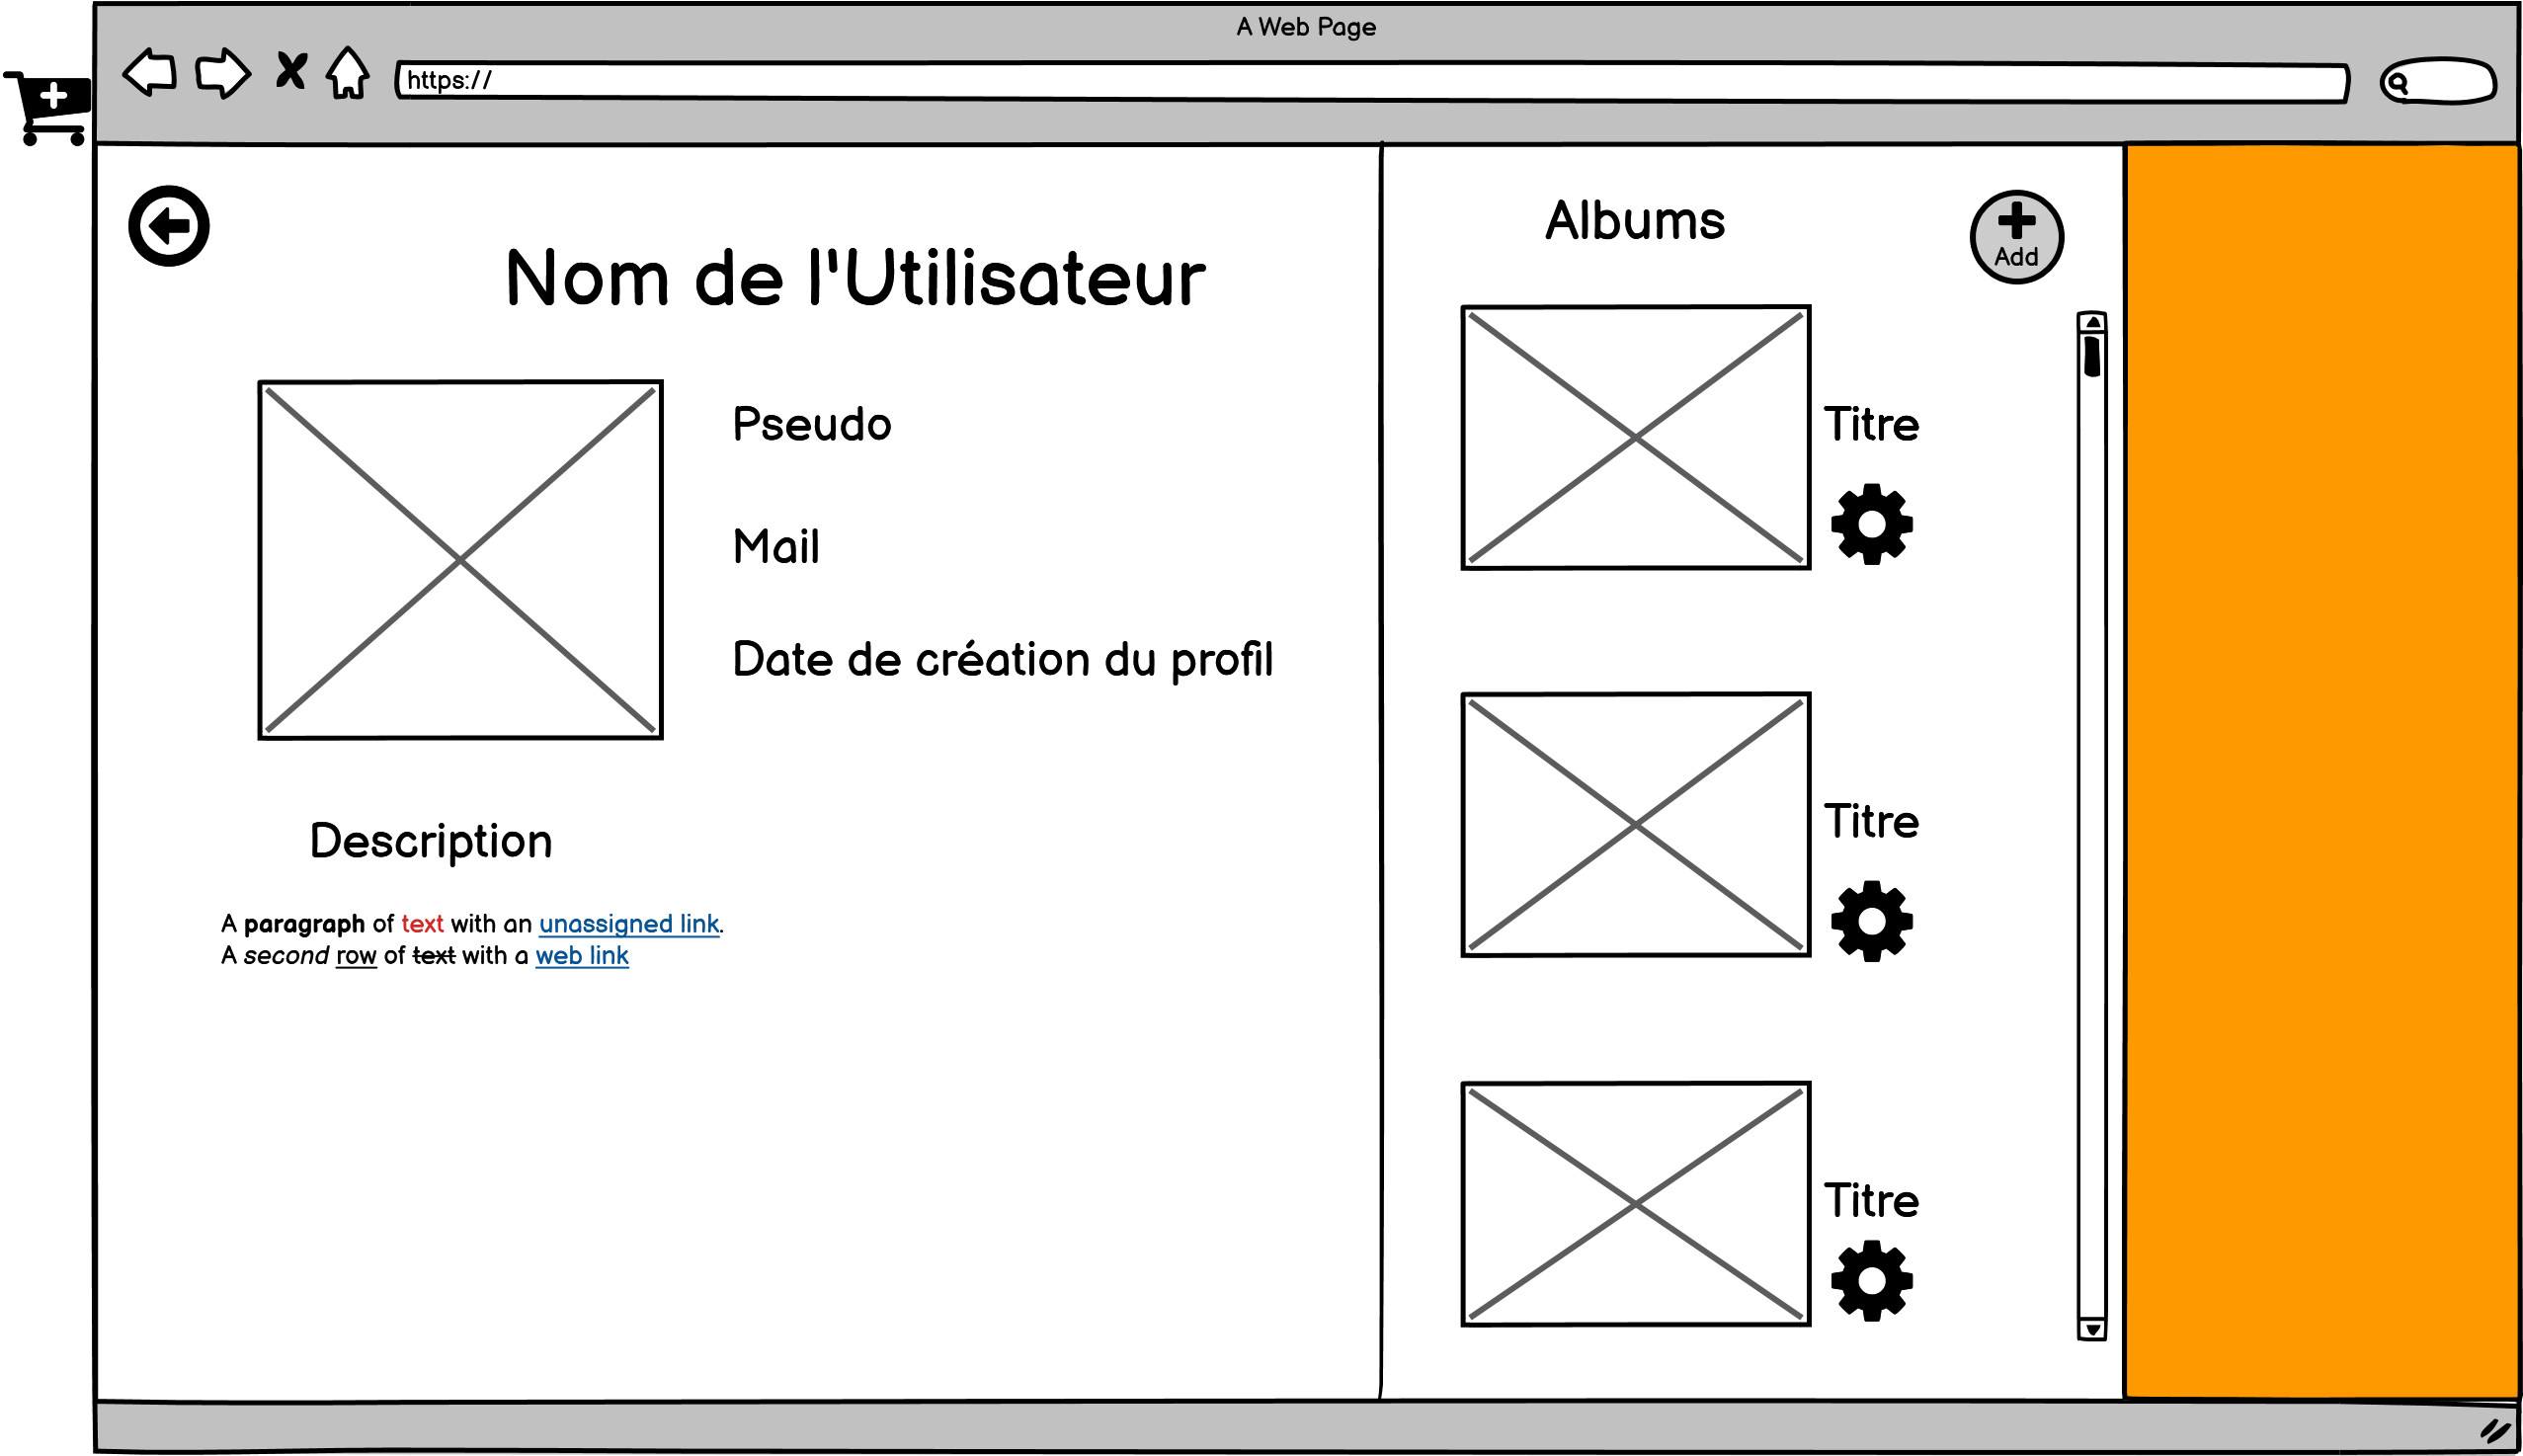 A Web Page
https://
Nom de l'Utilisateur
Pseudo
Mail
Date de création du profil
Description
A paragraph of text with an unassigned link.
A second row of text with a web link
Albums
Add
Titre
Titre
Titre